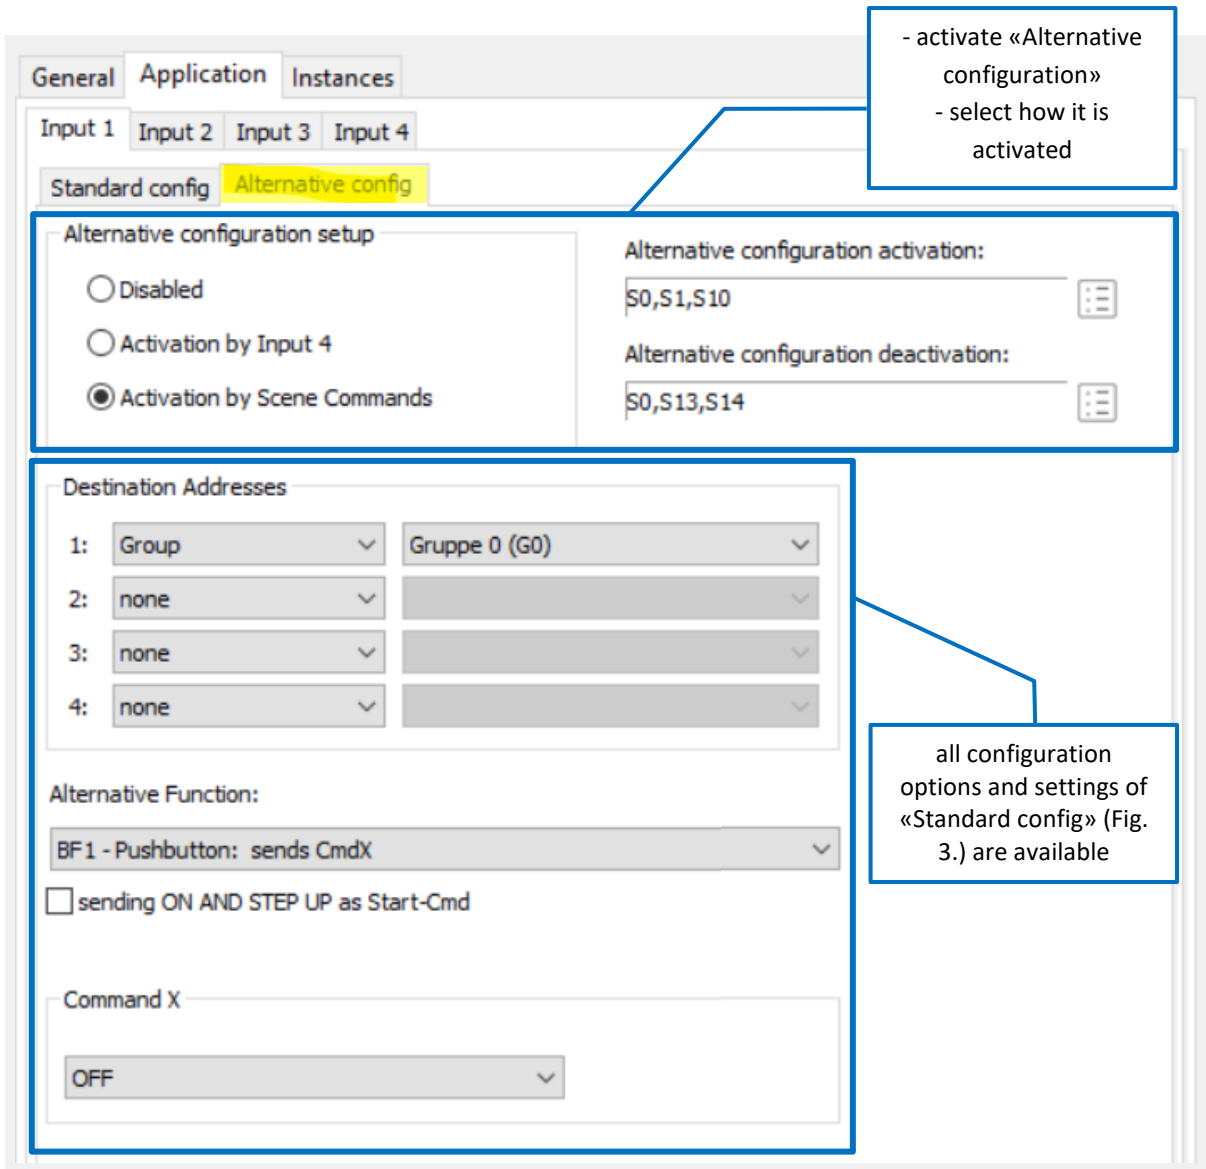 - activate «Alternative
configuration»
- select how it is
activated
General Application Instances
Input 1 Input 2 Input 3 Input 4
Standard config Alternative config
Alternative configuration setup
Disabled
Activation by Input 4
Activation by Scene Commands
Alternative configuration activation:
S0,S1,S10
Alternative configuration deactivation:
S0,S13,S14
Destination Addresses
1: Group Gruppe 0 (G0)
2: none
3: none
4: none
all configuration
options and settings of
«Standard config» (Fig.
3.) are available
Alternative Function:
BF1 - Pushbutton: sends CmdX
sending ON AND STEP UP as Start-Cmd
Command X
OFF